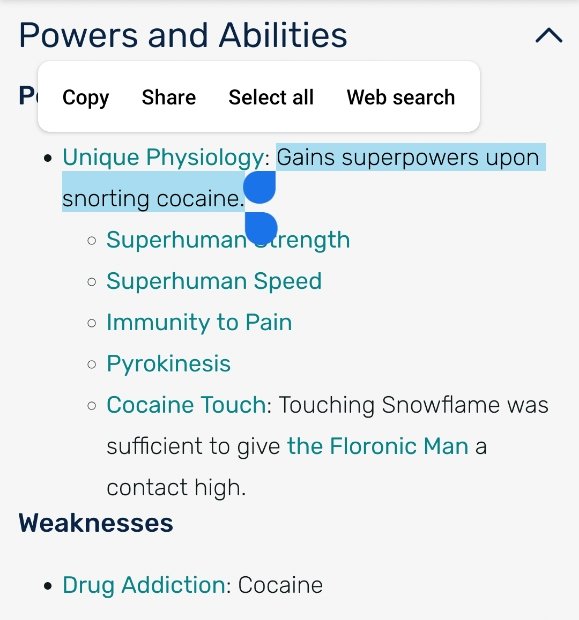 Powers and Abilities
P
Copy Share Select all Web search
Unique Physiology: Gains superpowers upon
snorting cocaine.
Superhuman Strength
Superhuman Speed
Immunity to Pain
Pyrokinesis
Cocaine Touch: Touching Snowflame was
sufficient to give the Floronic Man a
contact high.
Weaknesses
Drug Addiction: Cocaine